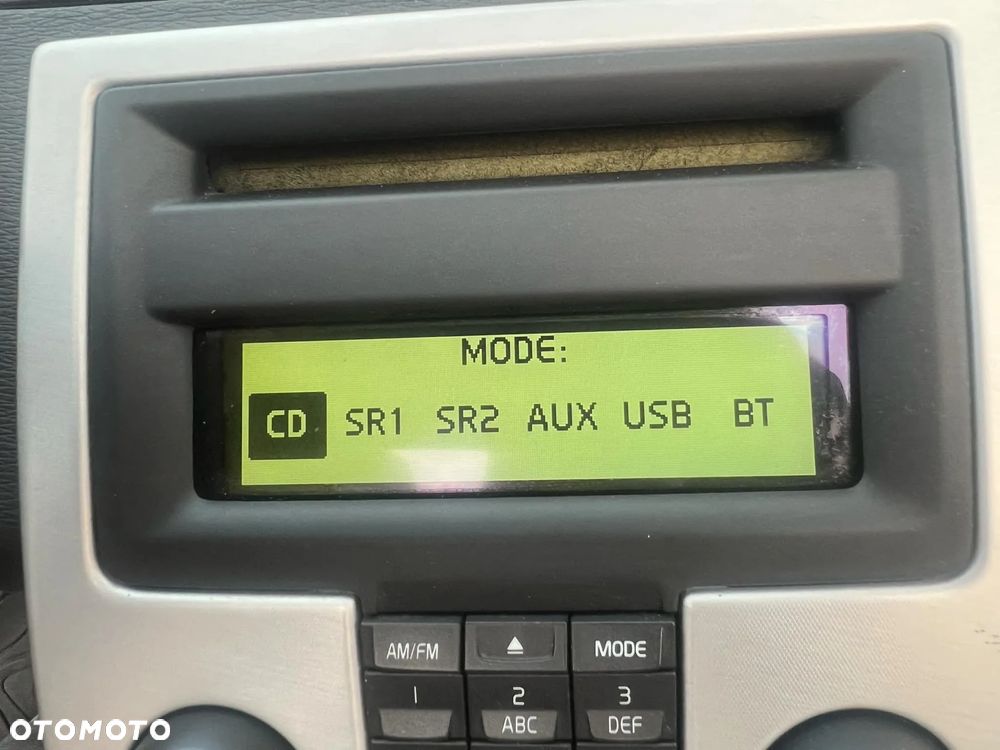 MODE:
CD SR1 SR2 AUX USB BT
AM/FM MODE
1 2 3
ABC DEF
OTOMOTO